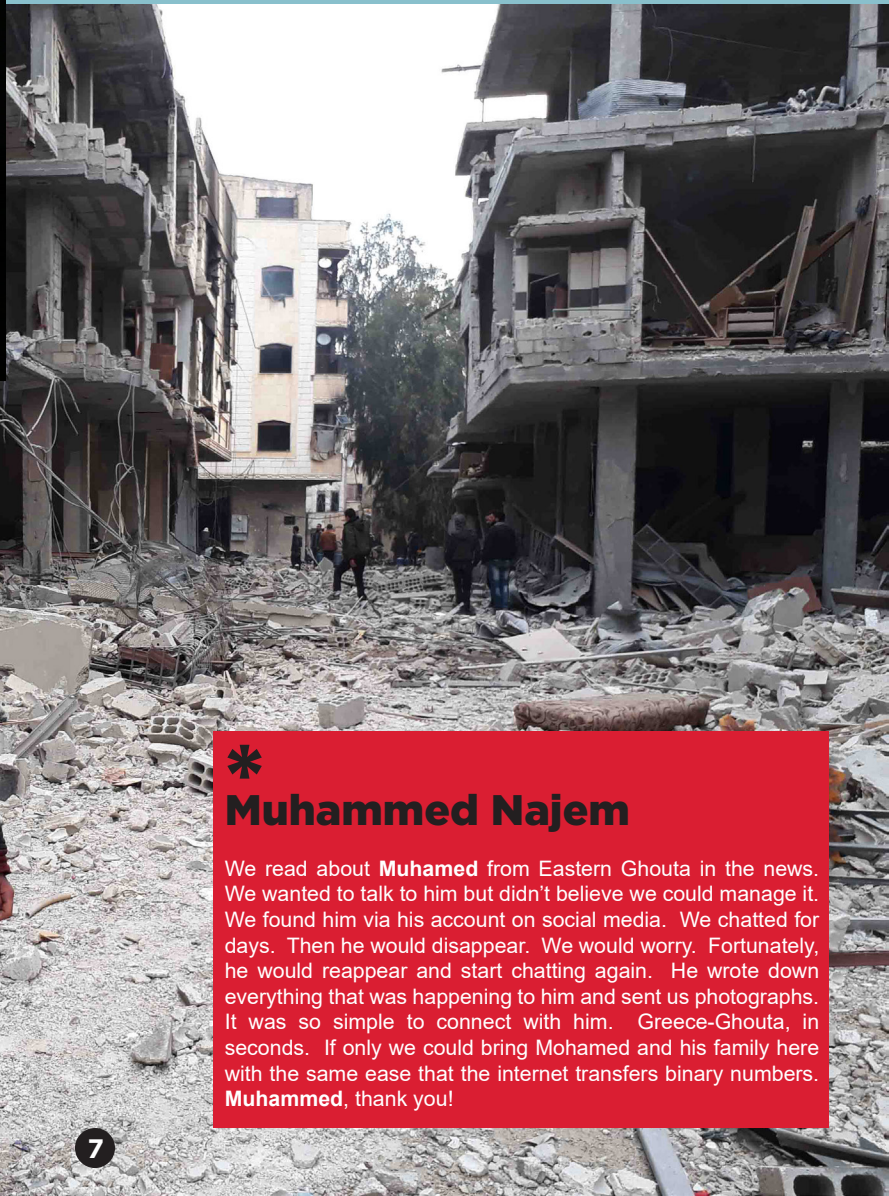 *
Muhammed Najem
We read about Muhamed from Eastern Ghouta in the news.
We wanted to talk to him but didn’t believe we could manage it.
We found him via his account on social media. We chatted for
days. Then he would disappear. We would worry. Fortunately,
he would reappear and start chatting again. He wrote down
everything that was happening to him and sent us photographs.
It was so simple to connect with him. Greece-Ghouta, in
seconds. If only we could bring Mohamed and his family here
with the same ease that the internet transfers binary numbers.
Muhammed, thank you!
7